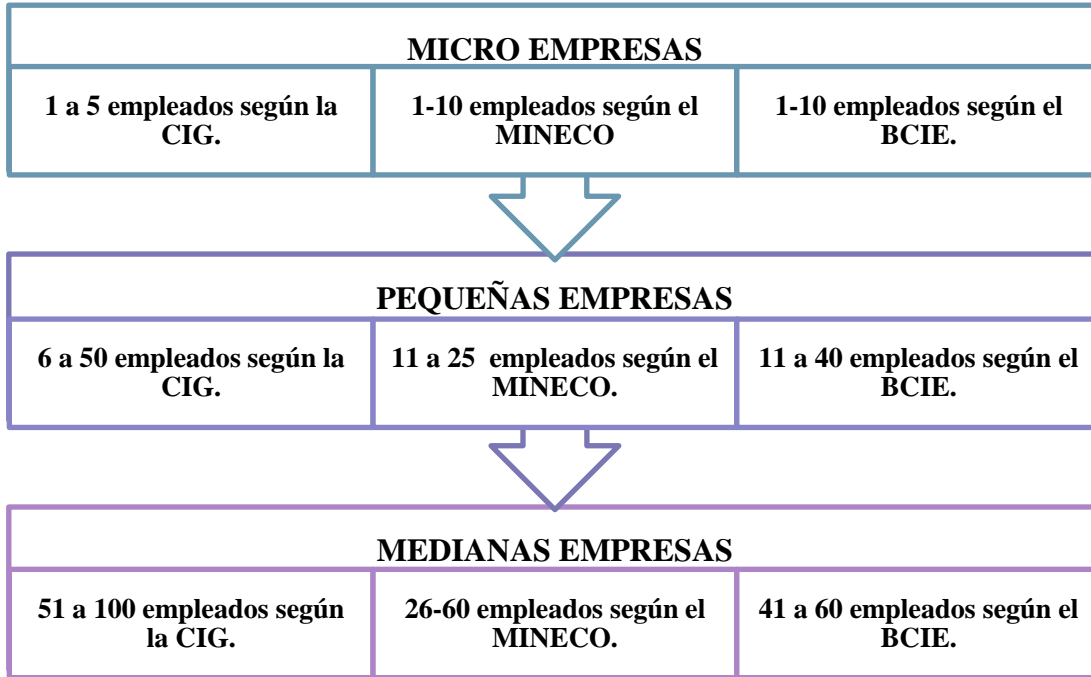 MICRO EMPRESAS
1 a 5 empleados según la
CIG.
1-10 empleados según el
MINECO
1-10 empleados según el
BCIE.
PEQUEÑAS EMPRESAS
6 a 50 empleados según la
CIG.
11 a 25 empleados según el
MINECO.
11 a 40 empleados según el
BCIE.
MEDIANAS EMPRESAS
51 a 100 empleados según
la CIG.
26-60 empleados según el
MINECO.
41 a 60 empleados según el
BCIE.